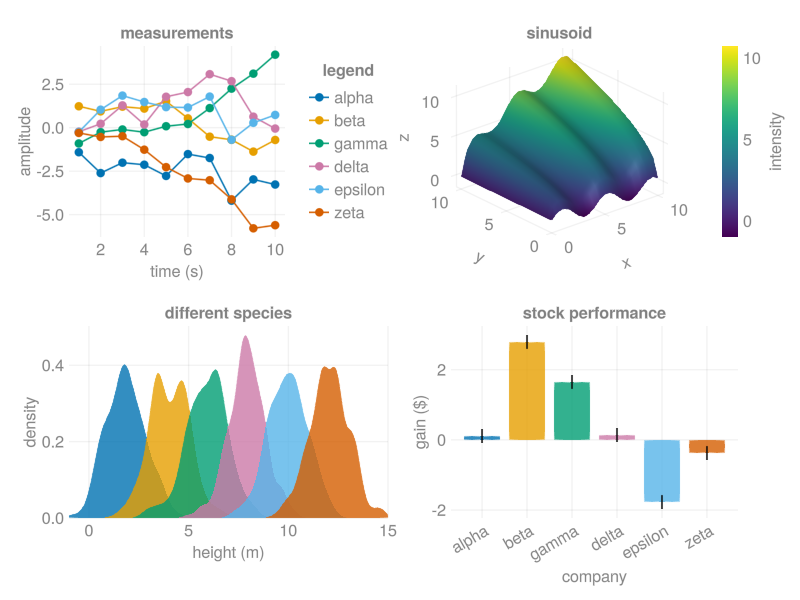 measurements
amplitude
2.5
0.0
-2.5
-5.0
2 4 6 8 10
time (s)
legend
alpha
beta
gamma
delta
epsilon
zeta
sinusoid
z
10
5
0
10
5
0
y
0
5
10
x
10
5
0
intensity
different species
density
0.4
0.2
0.0
0 5 10 15
height (m)
stock performance
gain ($)
2
0
-2
alpha beta gamma delta epsilon zeta
company